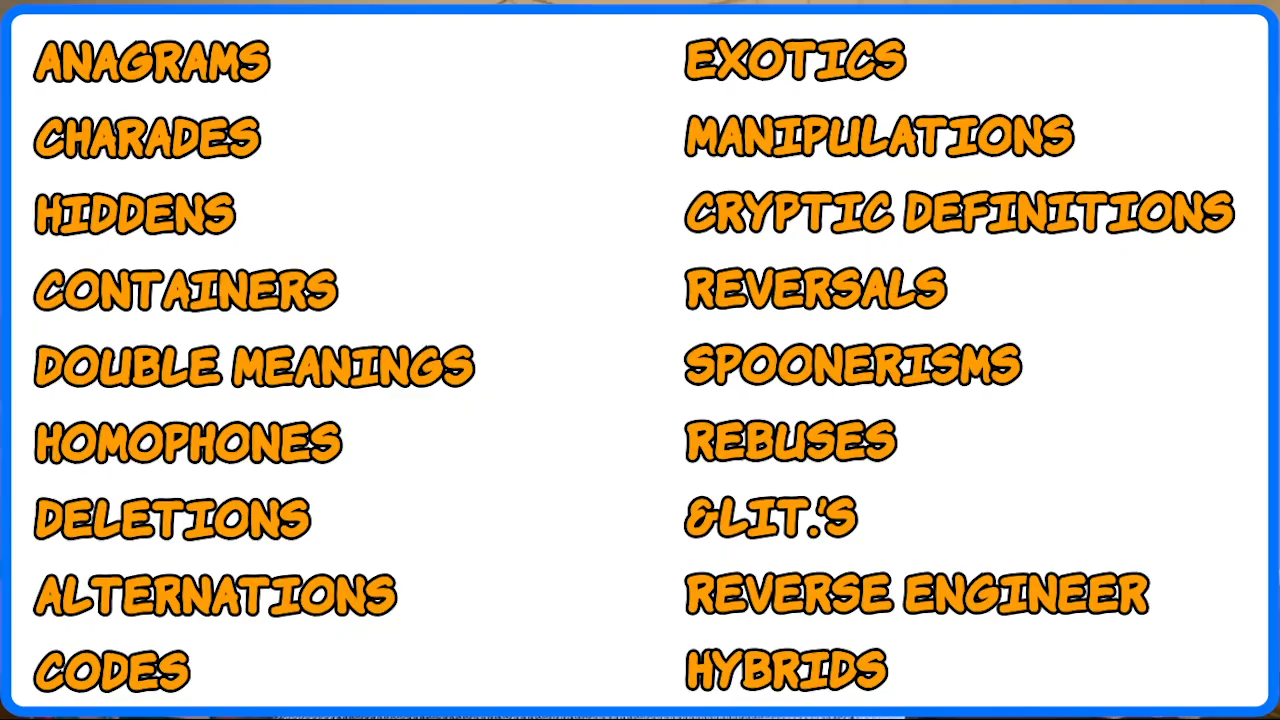 ANAGRAMS
CHARADES
HIDDENS
CONTAINERS
DOUBLE MEANINGS
HOMOPHONES
DELETIONS
ALTERNATIONS
CODES
EXOTICS
MANIPULATIONS
CRYPTIC DEFINITIONS
REVERSALS
SPOONERISMS
REBUSES
&LIT.'S
REVERSE ENGINEER
HYBRIDS